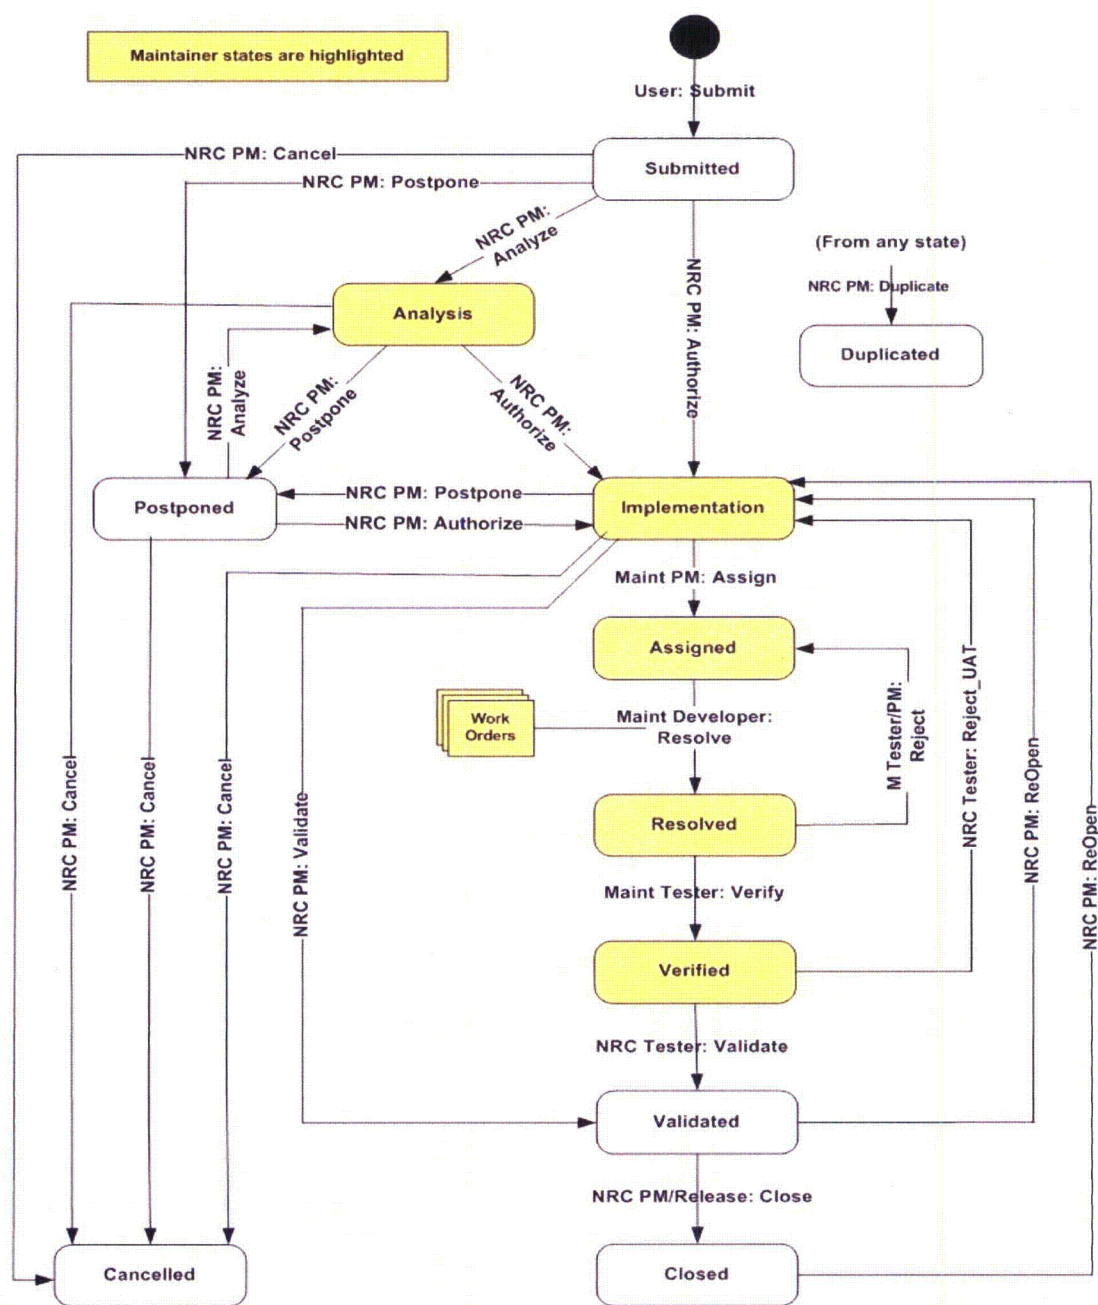 Maintainer states are highlighted
User: Submit
NRC PM: Cancel
Submitted
NRC PM: Postpone
NRC PM:
Analyze
(From any state)
NRC PM: Authorize
NRC PM: Duplicate
Analysis
Duplicated
NRC PM:
Analyze
NRC PM:
Postpone
NRC PM:
Authorize
Postponed
NRC PM: Postpone
NRC PM: Authorize
Implementation
Maint PM: Assign
Assigned
Work
Orders
Maint Developer:
Resolve
M Tester/PM:
Reject
NRC Tester: Reject_UAT
NRC PM: ReOpen
NRC PM: ReOpen
NRC PM: Cancel
NRC PM: Cancel
NRC PM: Cancel
NRC PM: Validate
Resolved
Maint Tester: Verify
Verified
NRC Tester: Validate
Validated
NRC PM/Release: Close
Cancelled
Closed